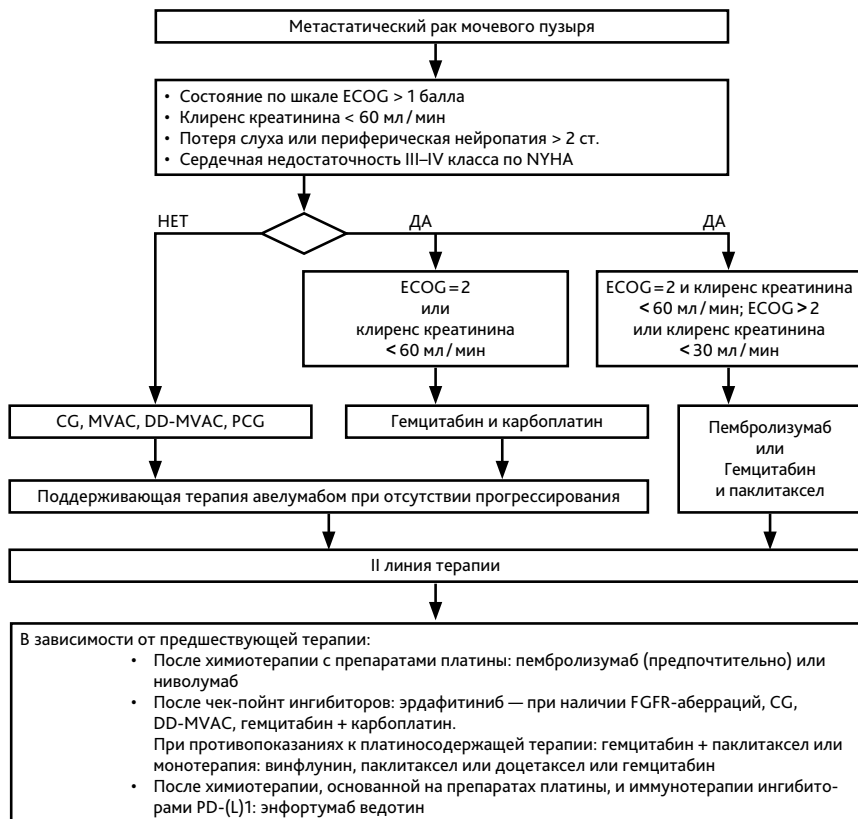 Метастатический рак мочевого пузыря
• Состояние по шкале ECOG > 1 балла
• Клиренс креатинина < 60 мл / мин
• Потеря слуха или периферическая нейропатия > 2 ст.
• Сердечная недостаточность III–IV класса по NYHA
НЕТ
ДА
ДА
ECOG = 2
или
клиренс креатинина
< 60 мл / мин
ECOG = 2 и клиренс креатинина
< 60 мл / мин; ECOG > 2
или клиренс креатинина
< 30 мл / мин
CG, MVAC, DD-MVAC, PCG
Гемцитабин и карбоплатин
Пембролизумаб
или
Гемцитабин
и паклитаксел
Поддерживающая терапия авелумабом при отсутствии прогрессирования
II линия терапии
В зависимости от предшествующей терапии:
• После химиотерапии с препаратами платины: пембролизумаб (предпочтительно) или
ниволумаб
• После чек-пойнт ингибиторов: эрдафитиниб — при наличии FGFR-аберраций, CG,
DD-MVAC, гемцитабин + карбоплатин.
При противопоказаниях к платиносодержащей терапии: гемцитабин + паклитаксел или
монотерапия: винфлунин, паклитаксел или доцетаксел или гемцитабин
• После химиотерапии, основанной на препаратах платины, и иммунотерапии ингибито-
рами PD-(L)1: энфортумаб ведотин